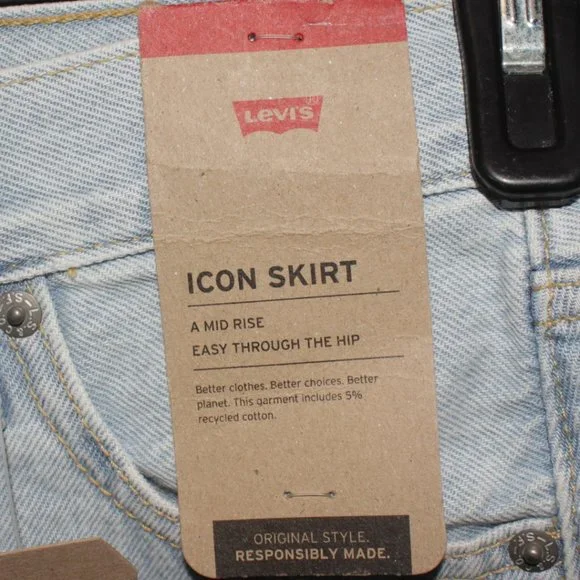 Levi's
ICON SKIRT
A MID RISE
EASY THROUGH THE HIP
Better clothes. Better choices. Better
planet. This garment includes 5%
recycled cotton.
ORIGINAL STYLE.
RESPONSIBLY MADE.